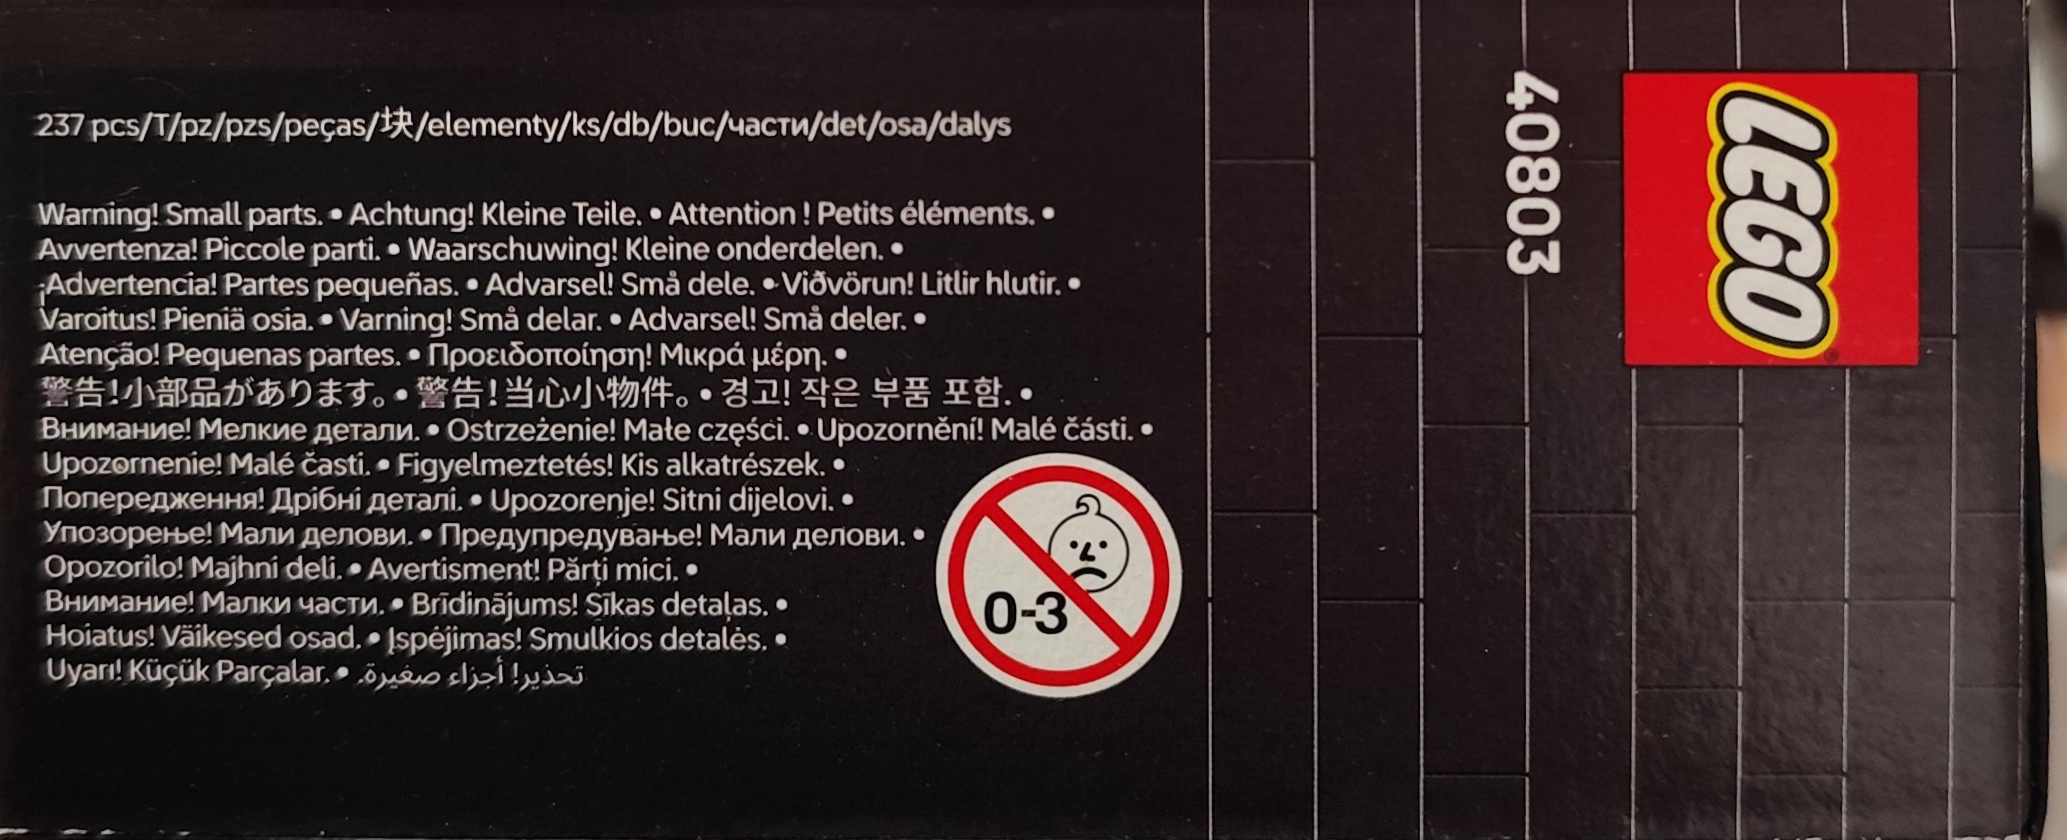 237 pcs/T/pz/pzs/peças/块/elementy/ks/db/buc/части/det/osa/dalys
Warning! Small parts. • Achtung! Kleine Teile. • Attention ! Petits éléments. •
Avvertenza! Piccole parti. • Waarschuwing! Kleine onderdelen. •
¡Advertencia! Partes pequeñas. • Advarsel! Små dele. • Viðvörun! Litlir hlutir. •
Varoitus! Pieniä osia. • Varning! Små delar. • Advarsel! Små deler. •
Atenção! Pequenas partes. • Προειδοποίηση! Μικρά μέρη. •
警告!小部品があります。• 警告!当心小物件。• 경고! 작은 부품 포함. •
Внимание! Мелкие детали. • Ostrzeżenie! Małe części. • Upozornění! Malé části. •
Upozornenie! Malé časti. • Figyelmeztetés! Kis alkatrészek. •
Попередження! Дрібні деталі. • Upozorenje! Sitni dijelovi. •
Упозорење! Мали делови. • Предупредување! Мали делови. •
Opozorilo! Majhni deli. • Avertisment! Părți mici. •
Внимание! Малки части. • Brīdinājums! Sīkas detaļas. •
Hoiatus! Väikesed osad. • Įspėjimas! Smulkios detalės. •
Uyarı! Küçük Parçalar. • تحذير! أجزاء صغيرة.
0-3
40803
LEGO